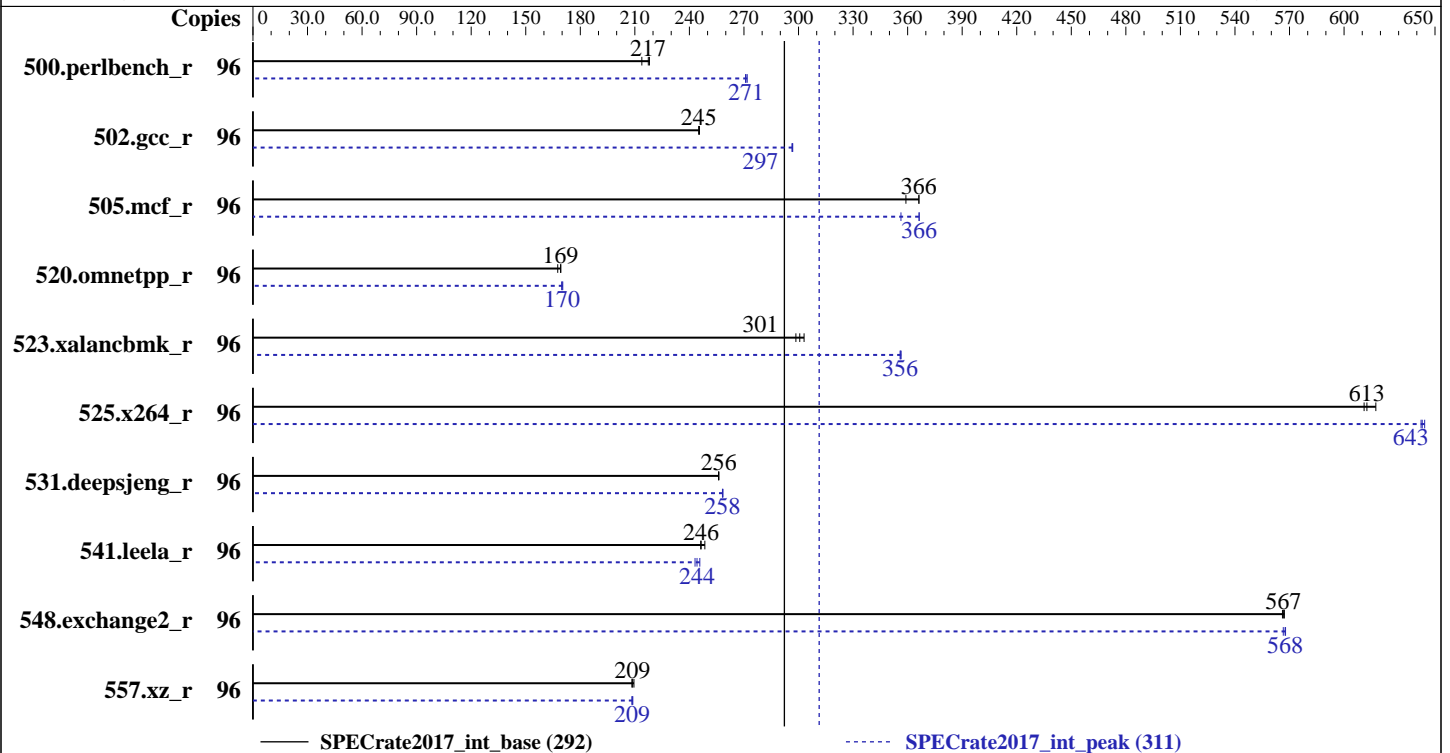 Copies 0 30.0 60.0 90.0 120 150 180 210 240 270 300 330 360 390 420 450 480 510 540 570 600 650
217
500.perlbench_r 96
271
245
502.gcc_r 96
297
366
505.mcf_r 96
366
169
520.omnetpp_r 96
170
301
523.xalancbmk_r 96
356
613
525.x264_r 96
643
256
531.deepsjeng_r 96
258
246
541.leela_r 96
244
567
548.exchange2_r 96
568
209
557.xz_r 96
209
SPECrate2017_int_base (292) SPECrate2017_int_peak (311)